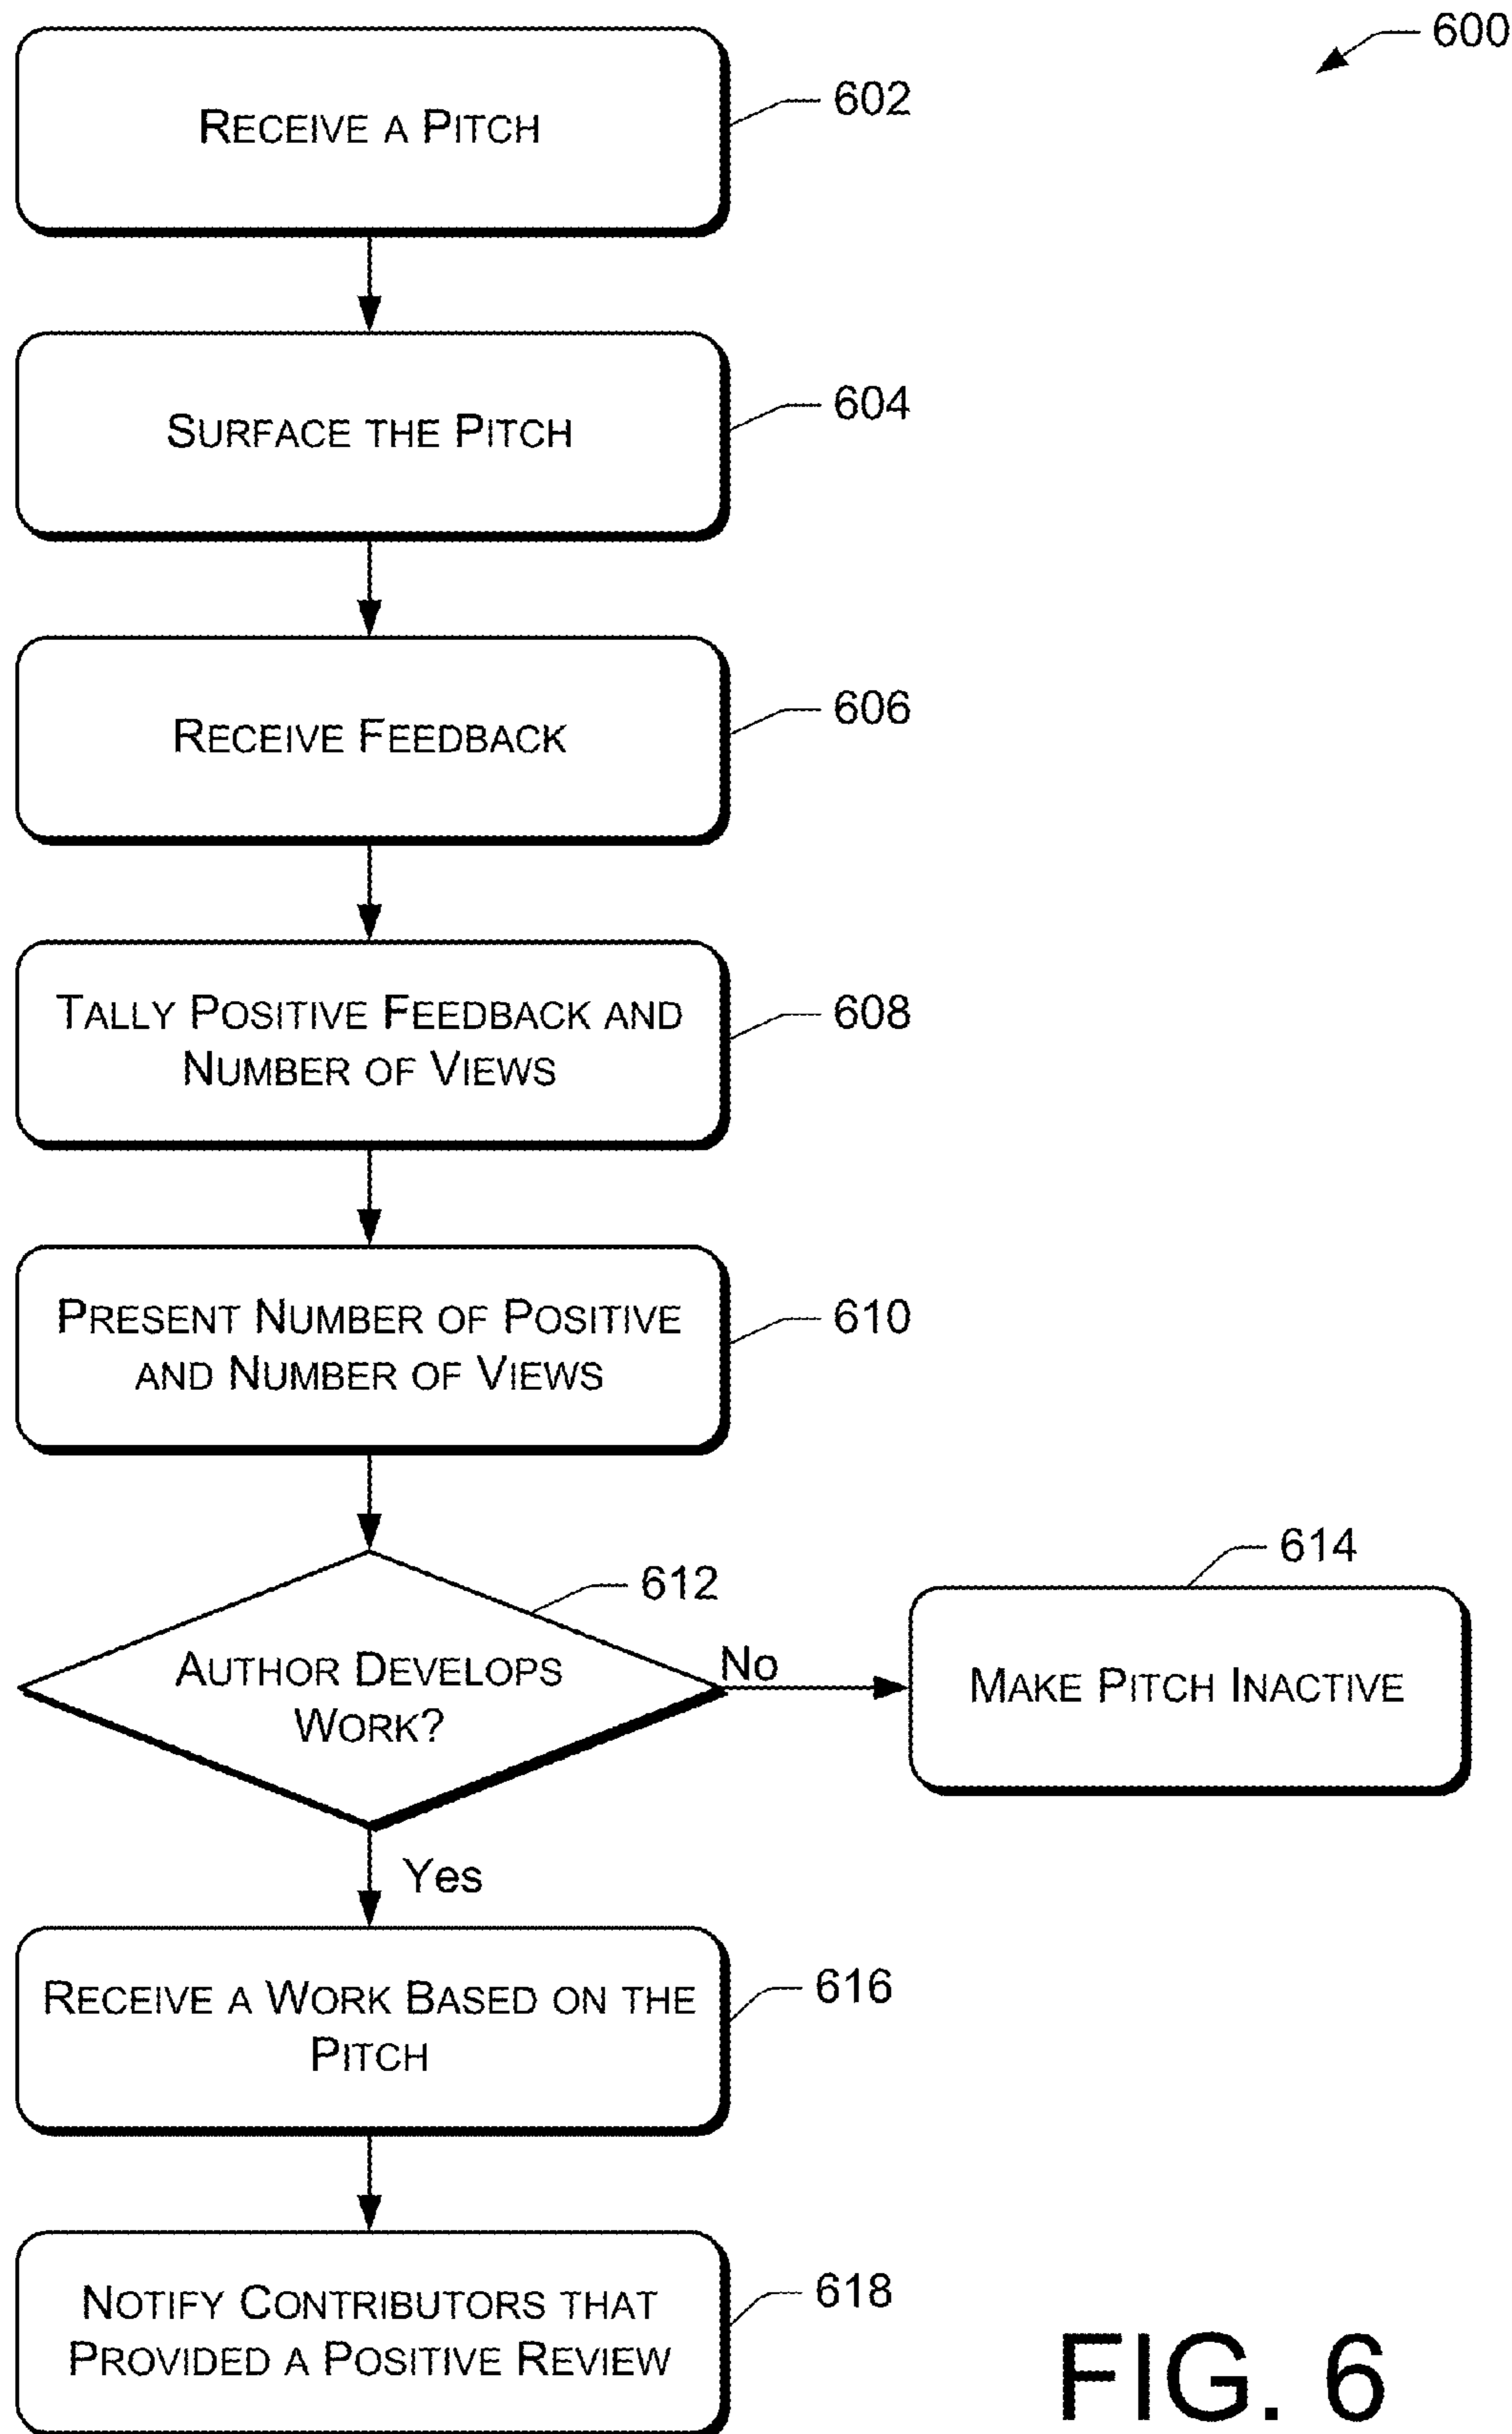 600
RECEIVE A PITCH
602
SURFACE THE PITCH
604
RECEIVE FEEDBACK
606
TALLY POSITIVE FEEDBACK AND
NUMBER OF VIEWS
608
PRESENT NUMBER OF POSITIVE
AND NUMBER OF VIEWS
610
612
AUTHOR DEVELOPS
WORK?
No
614
MAKE PITCH INACTIVE
Yes
RECEIVE A WORK BASED ON THE
PITCH
616
NOTIFY CONTRIBUTORS THAT
PROVIDED A POSITIVE REVIEW
618
FIG. 6